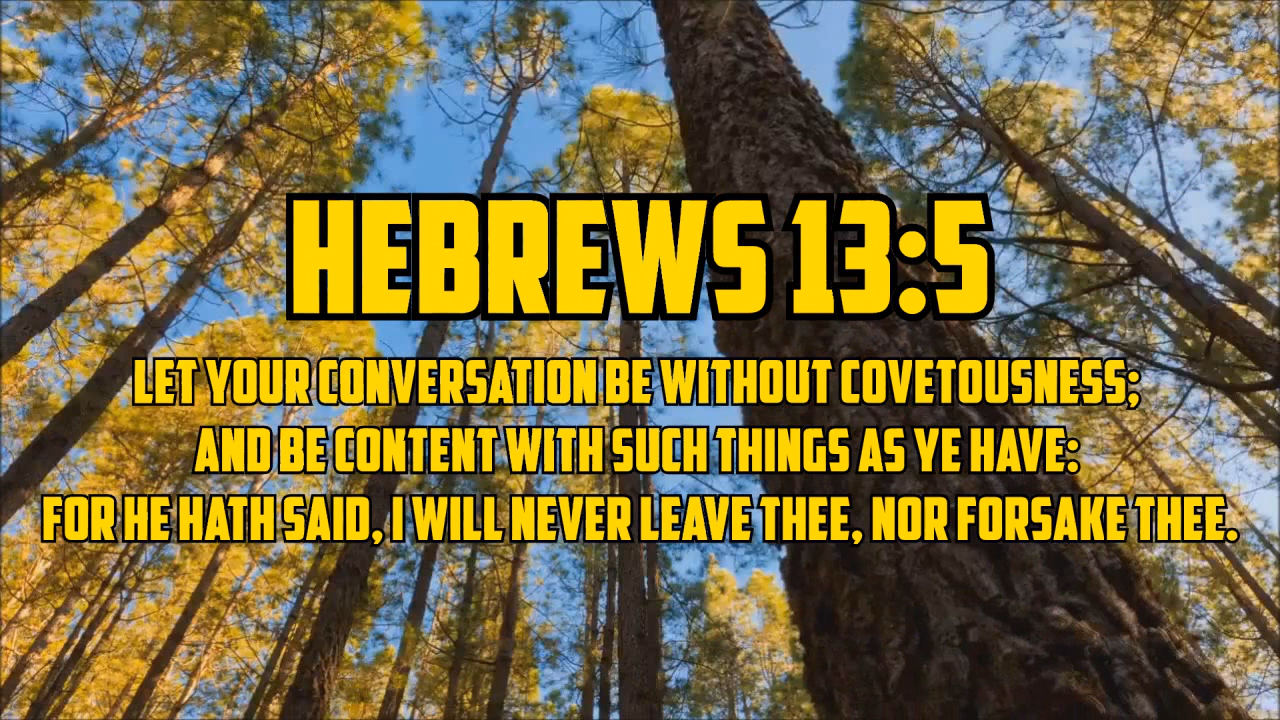 HEBREWS 13:5
LET YOUR CONVERSATION BE WITHOUT COVETOUSNESS;
AND BE CONTENT WITH SUCH THINGS AS YE HAVE:
FOR HE HATH SAID, I WILL NEVER LEAVE THEE, NOR FORSAKE THEE.